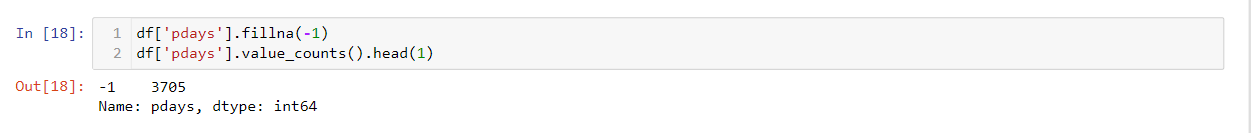 In [18]: 1 df['pdays'].fillna(-1)
2 df['pdays'].value_counts().head(1)
Out[18]: -1    3705
Name: pdays, dtype: int64